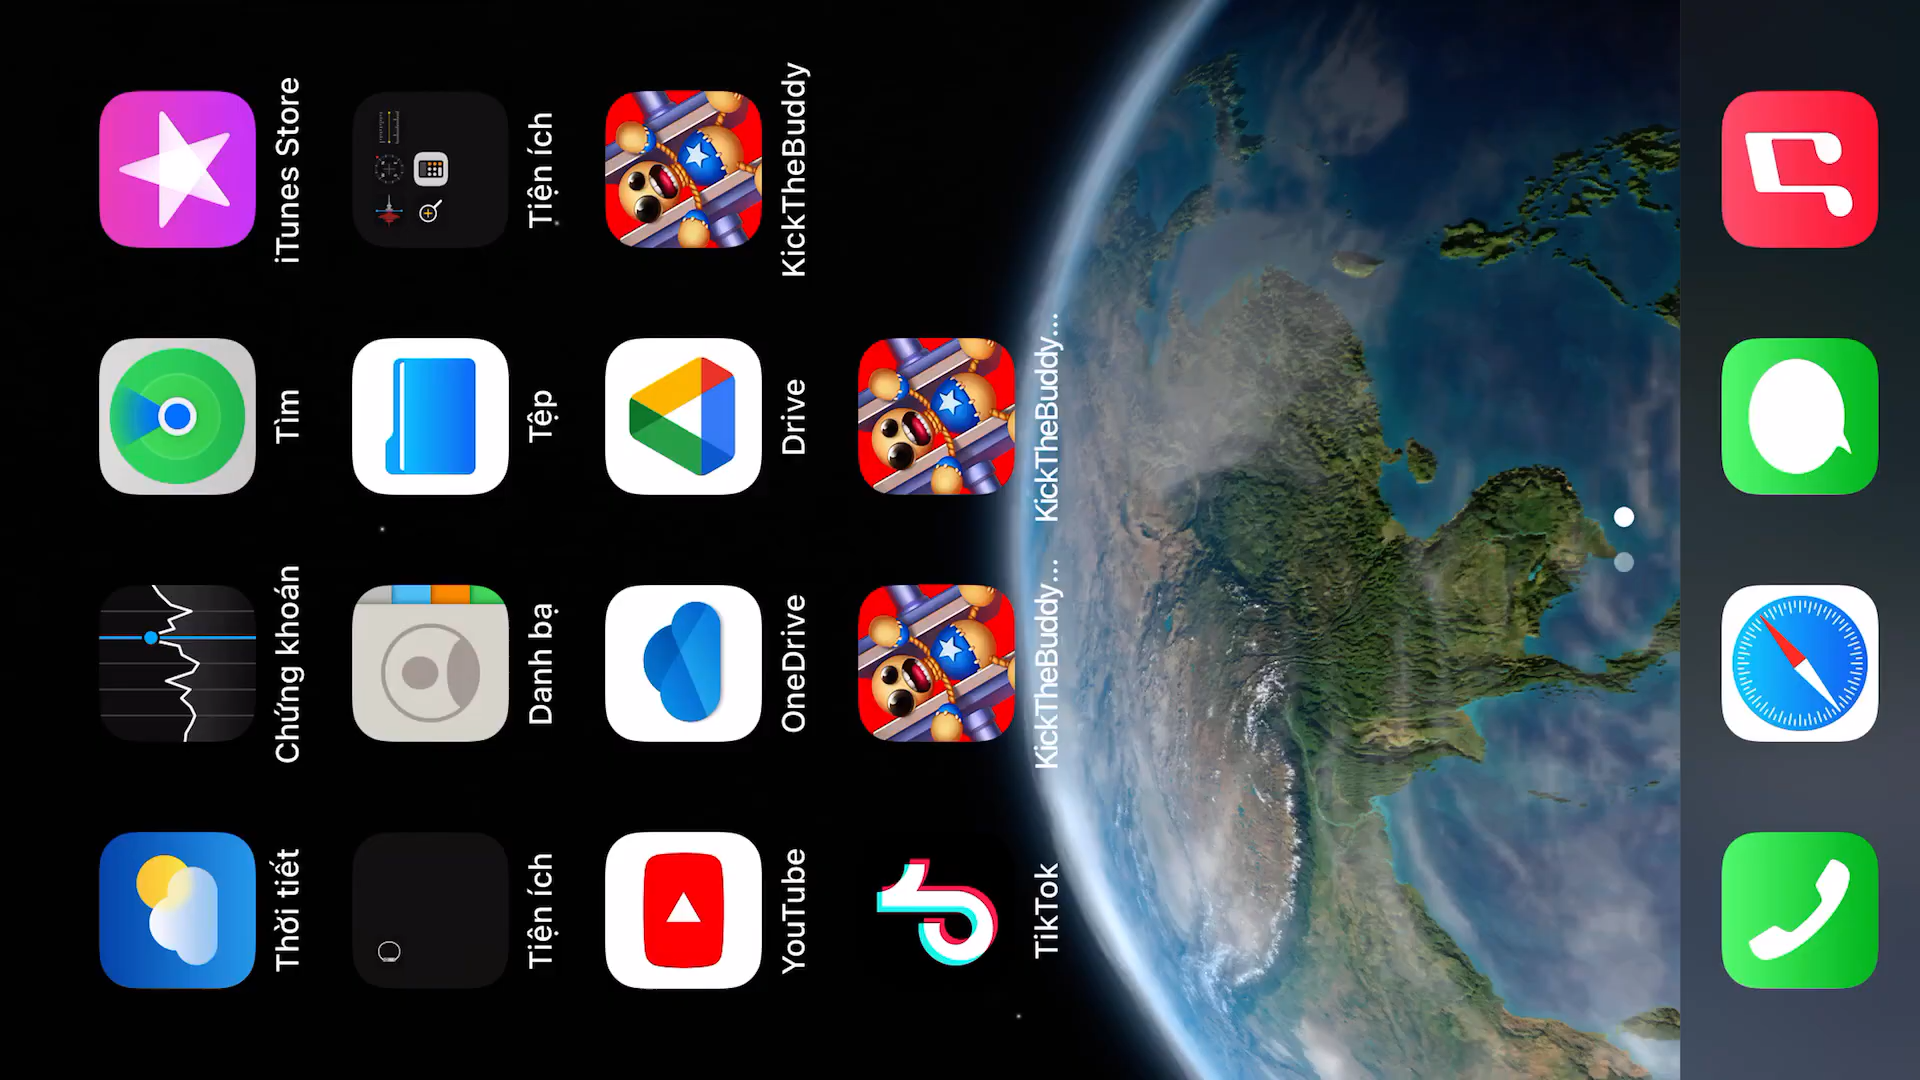 Thời tiết
Chứng khoán
Tìm
iTunes Store
Tiện ích
Danh bạ
Tệp
Tiện ích
YouTube
OneDrive
Drive
KickTheBuddy
TikTok
KickTheBuddy...
KickTheBuddy...